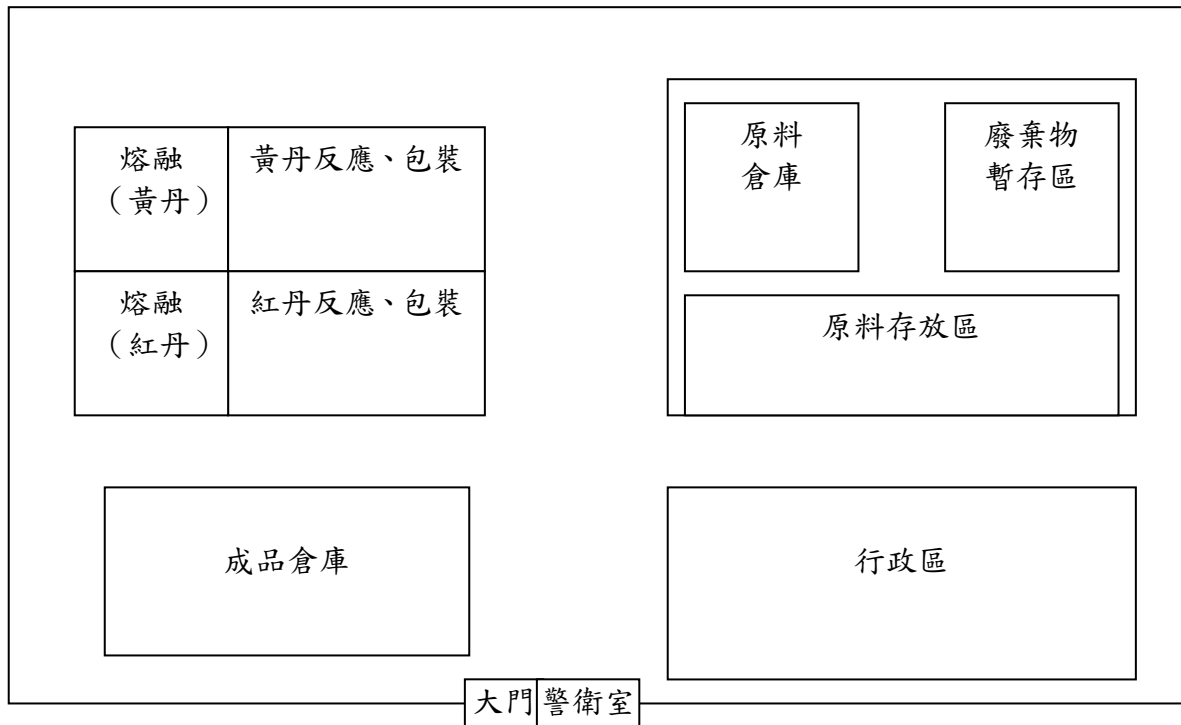 熔融
（黃丹）
黃丹反應、包裝
熔融
（紅丹）
紅丹反應、包裝
原料
倉庫
廢棄物
暫存區
原料存放區
成品倉庫
行政區
大門
警衛室